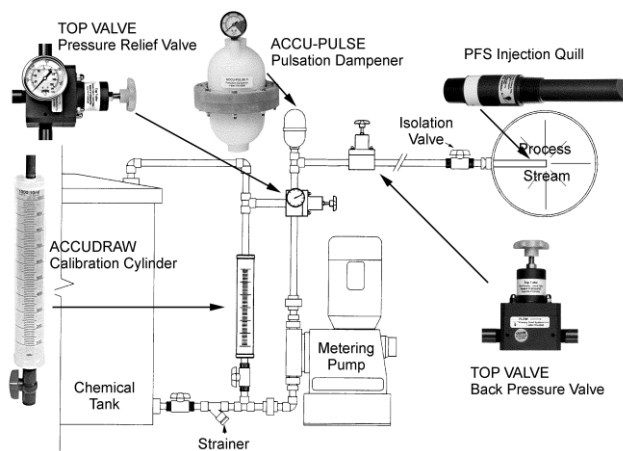 TOP VALVE
Pressure Relief Valve
ACCU-PULSE
Pulsation Dampener
PFS Injection Quill
Isolation
Valve
Process
Stream
ACCUDRAW
Calibration Cylinder
Metering
Pump
TOP VALVE
Back Pressure Valve
Chemical
Tank
Strainer